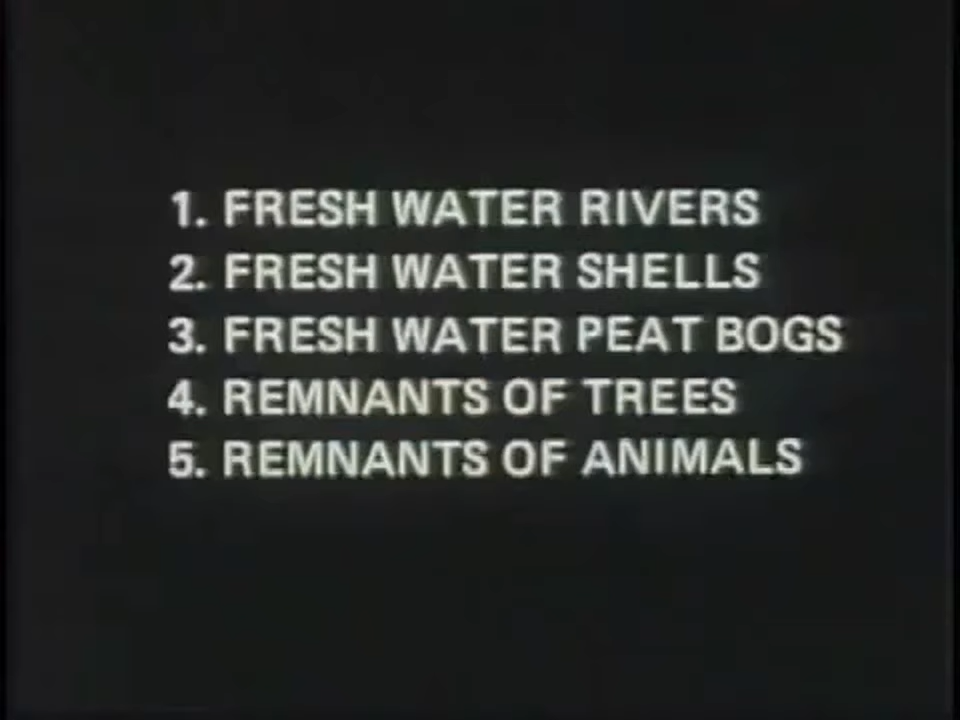 1. FRESH WATER RIVERS
2. FRESH WATER SHELLS
3. FRESH WATER PEAT BOGS
4. REMNANTS OF TREES
5. REMNANTS OF ANIMALS